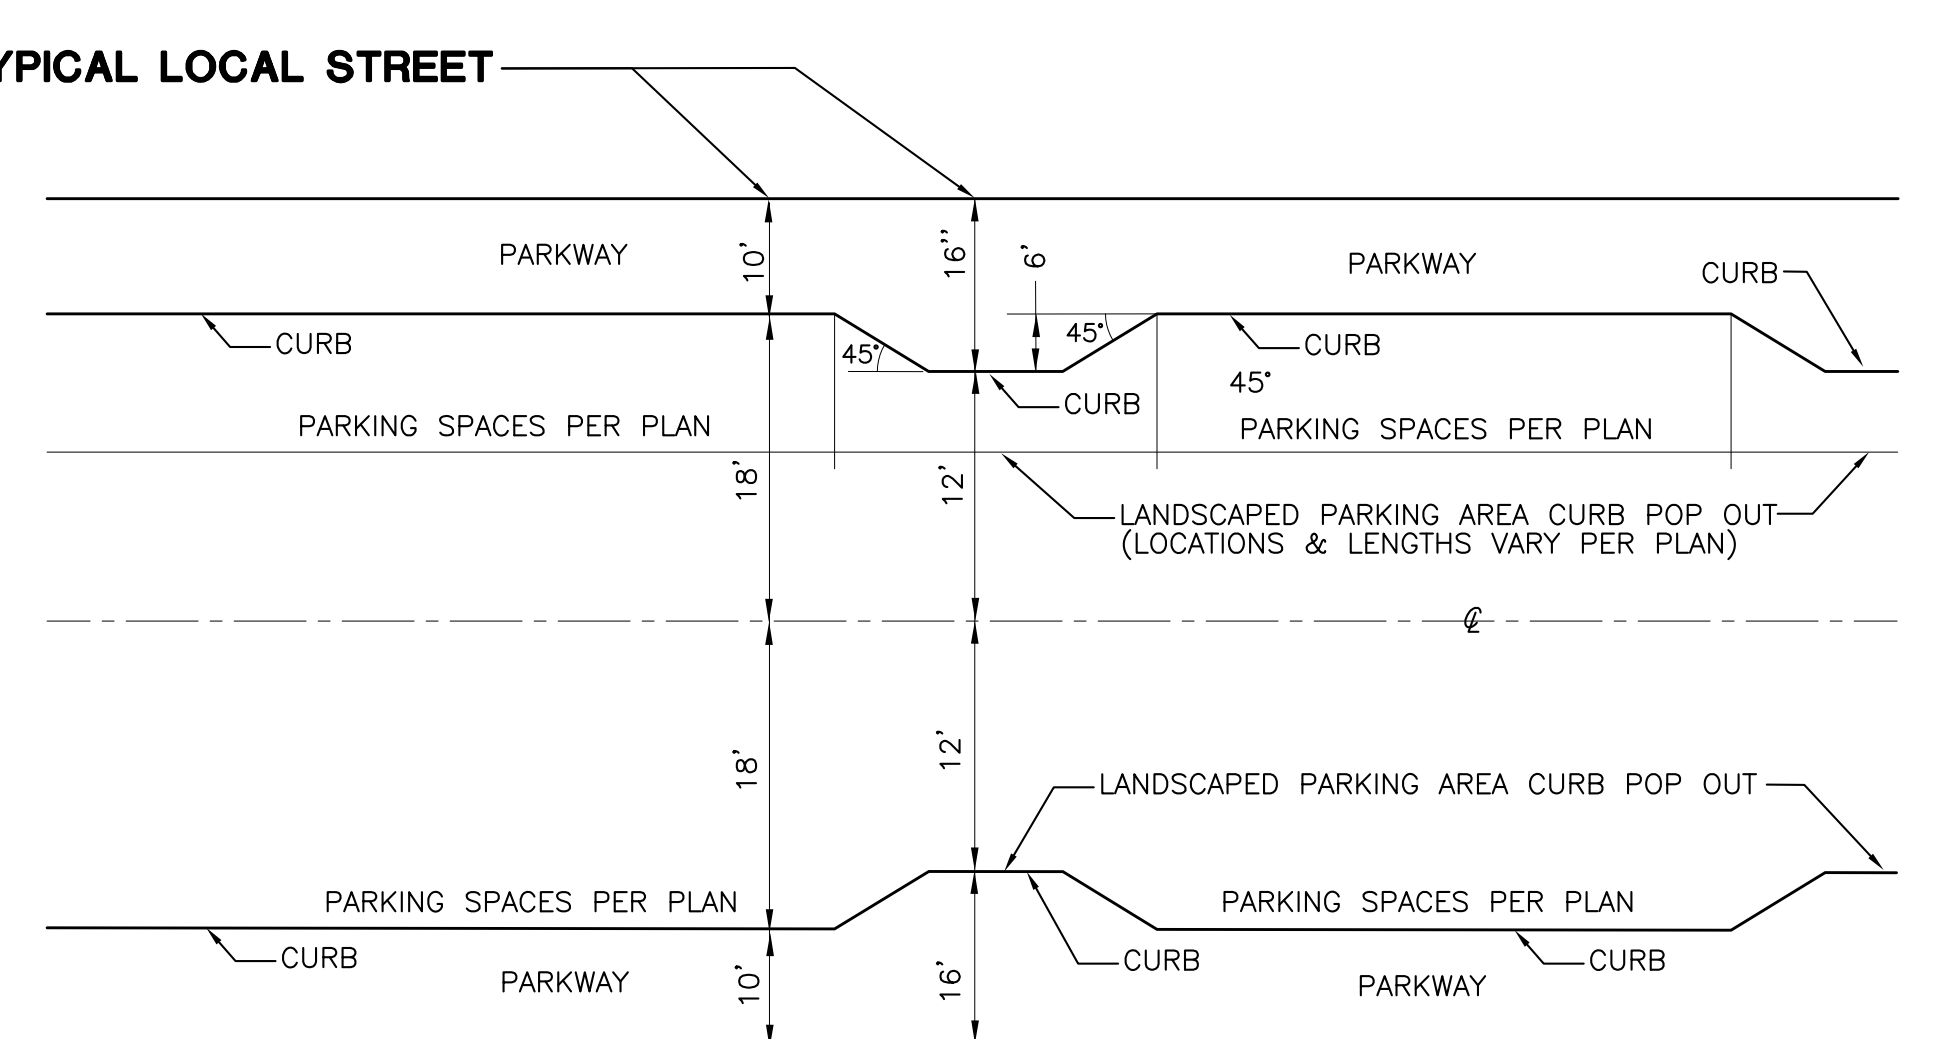 YPICAL LOCAL STREET
PARKWAY
10'
16''
6'
PARKWAY
CURB
CURB
45°
45°
CURB
45°
CURB
PARKING SPACES PER PLAN
PARKING SPACES PER PLAN
18'
12'
LANDSCAPED PARKING AREA CURB POP OUT
(LOCATIONS & LENGTHS VARY PER PLAN)
℄
18'
12'
LANDSCAPED PARKING AREA CURB POP OUT
PARKING SPACES PER PLAN
PARKING SPACES PER PLAN
CURB
CURB
CURB
PARKWAY
10'
16'
PARKWAY